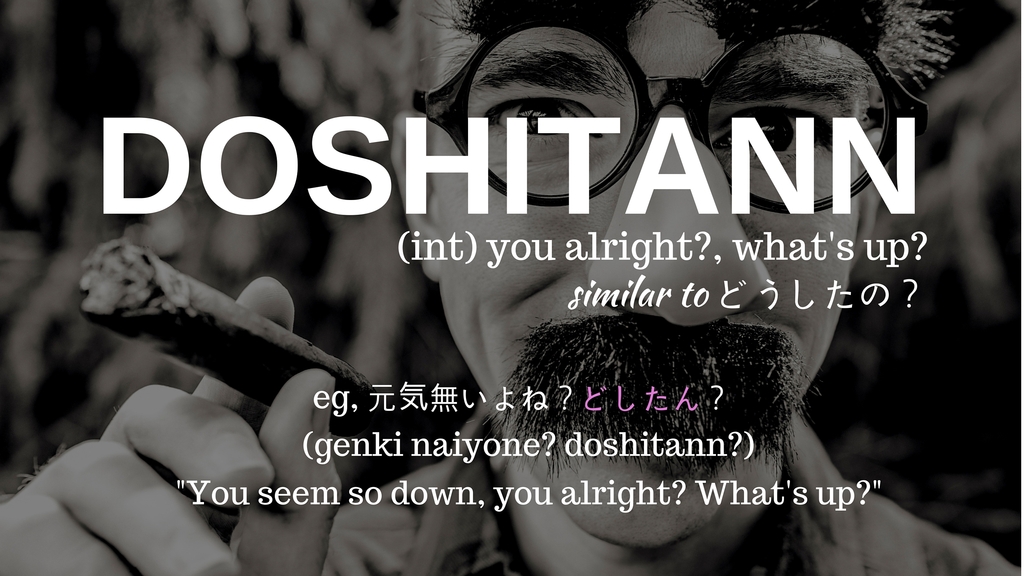 DOSHITANN
(int) you alright?, what's up?
similar to どうしたの？
eg, 元気無いよね？どしたん？
(genki naiyone? doshitann?)
"You seem so down, you alright? What's up?"